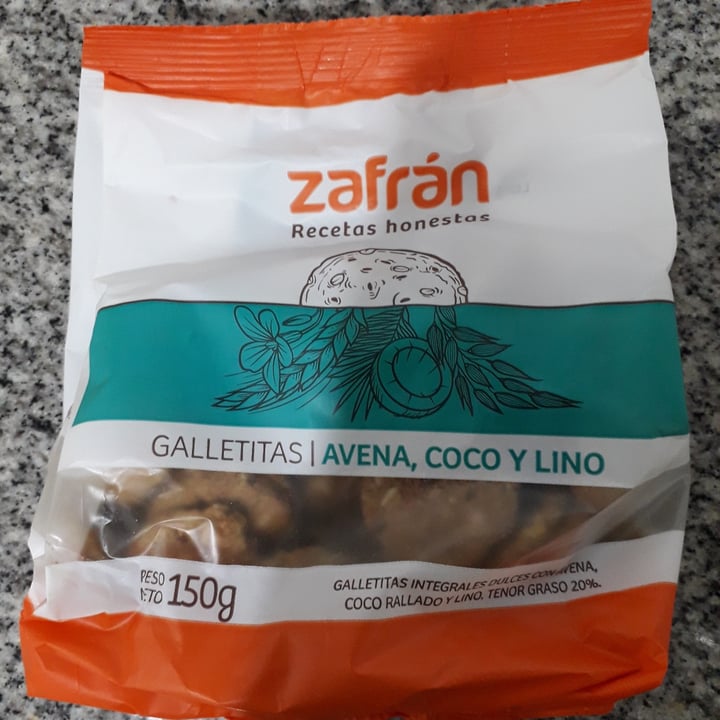 zafrán
Recetas honestas
GALLETITAS | AVENA, COCO Y LINO
PESO
NETO 150g
GALLETITAS INTEGRALES DULCES CON AVENA,
COCO RALLADO Y LINO. TENOR GRASO 20%.